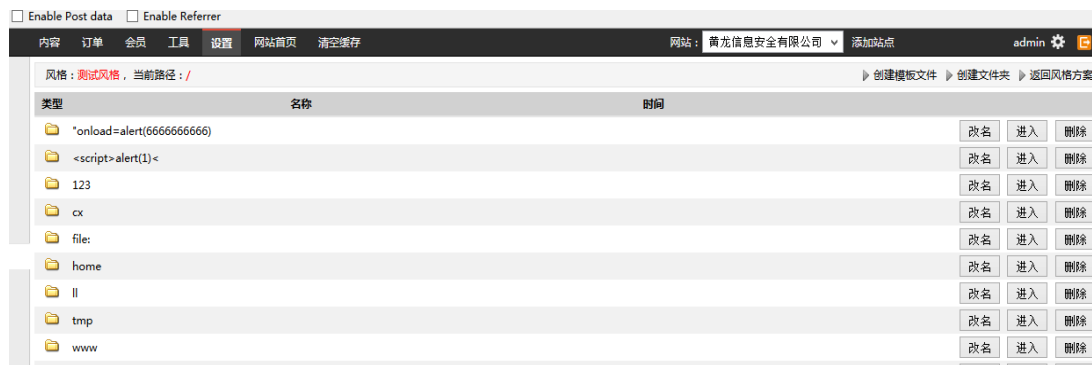 Enable Post data Enable Referrer
内容 订单 会员 工具 设置 网站首页 清空缓存 网站： 黄龙信息安全有限公司 添加站点 admin
风格：测试风格，当前路径：/ 创建模板文件 创建文件夹 返回风格方案
类型 名称 时间
"onload=alert(6666666666) 改名 进入 删除
<script>alert(1)< 改名 进入 删除
123 改名 进入 删除
cx 改名 进入 删除
file: 改名 进入 删除
home 改名 进入 删除
ll 改名 进入 删除
tmp 改名 进入 删除
www 改名 进入 删除